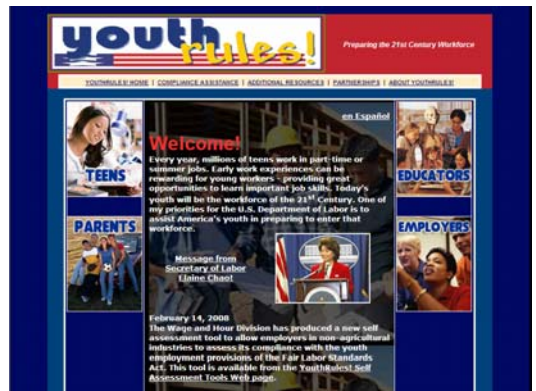 youth rules!
Preparing the 21st Century Workforce
YOUTHRULES! HOME | COMPLIANCE ASSISTANCE | ADDITIONAL RESOURCES | PARTNERSHIPS | ABOUT YOUTHRULES!
en Español
TEENS
EDUCATORS
PARENTS
EMPLOYERS
Welcome!
Every year, millions of teens work in part-time or
summer jobs. Early work experiences can be
rewarding for young workers - providing great
opportunities to learn important job skills. Today's
youth will be the workforce of the 21st Century. One of
my priorities for the U.S. Department of Labor is to
assist America's youth in preparing to enter that
workforce.
Message from
Secretary of Labor
Elaine Chao!
February 14, 2008
The Wage and Hour Division has produced a new self
assessment tool to allow employers in non-agricultural
industries to assess its compliance with the youth
employment provisions of the Fair Labor Standards
Act. This tool is available from the YouthRules! Self
Assessment Tools Web page.